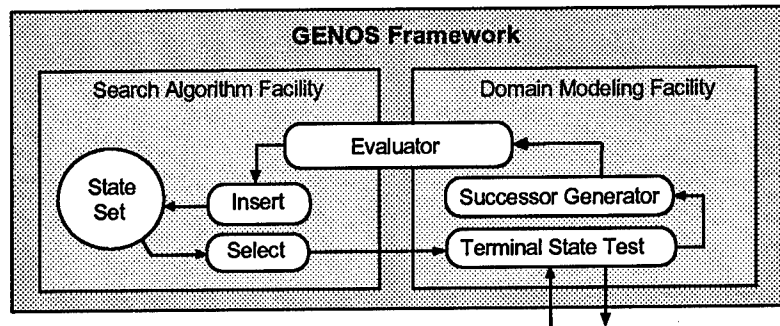 GENOS Framework
Search Algorithm Facility
Domain Modeling Facility
Evaluator
State
Set
Insert
Successor Generator
Select
Terminal State Test